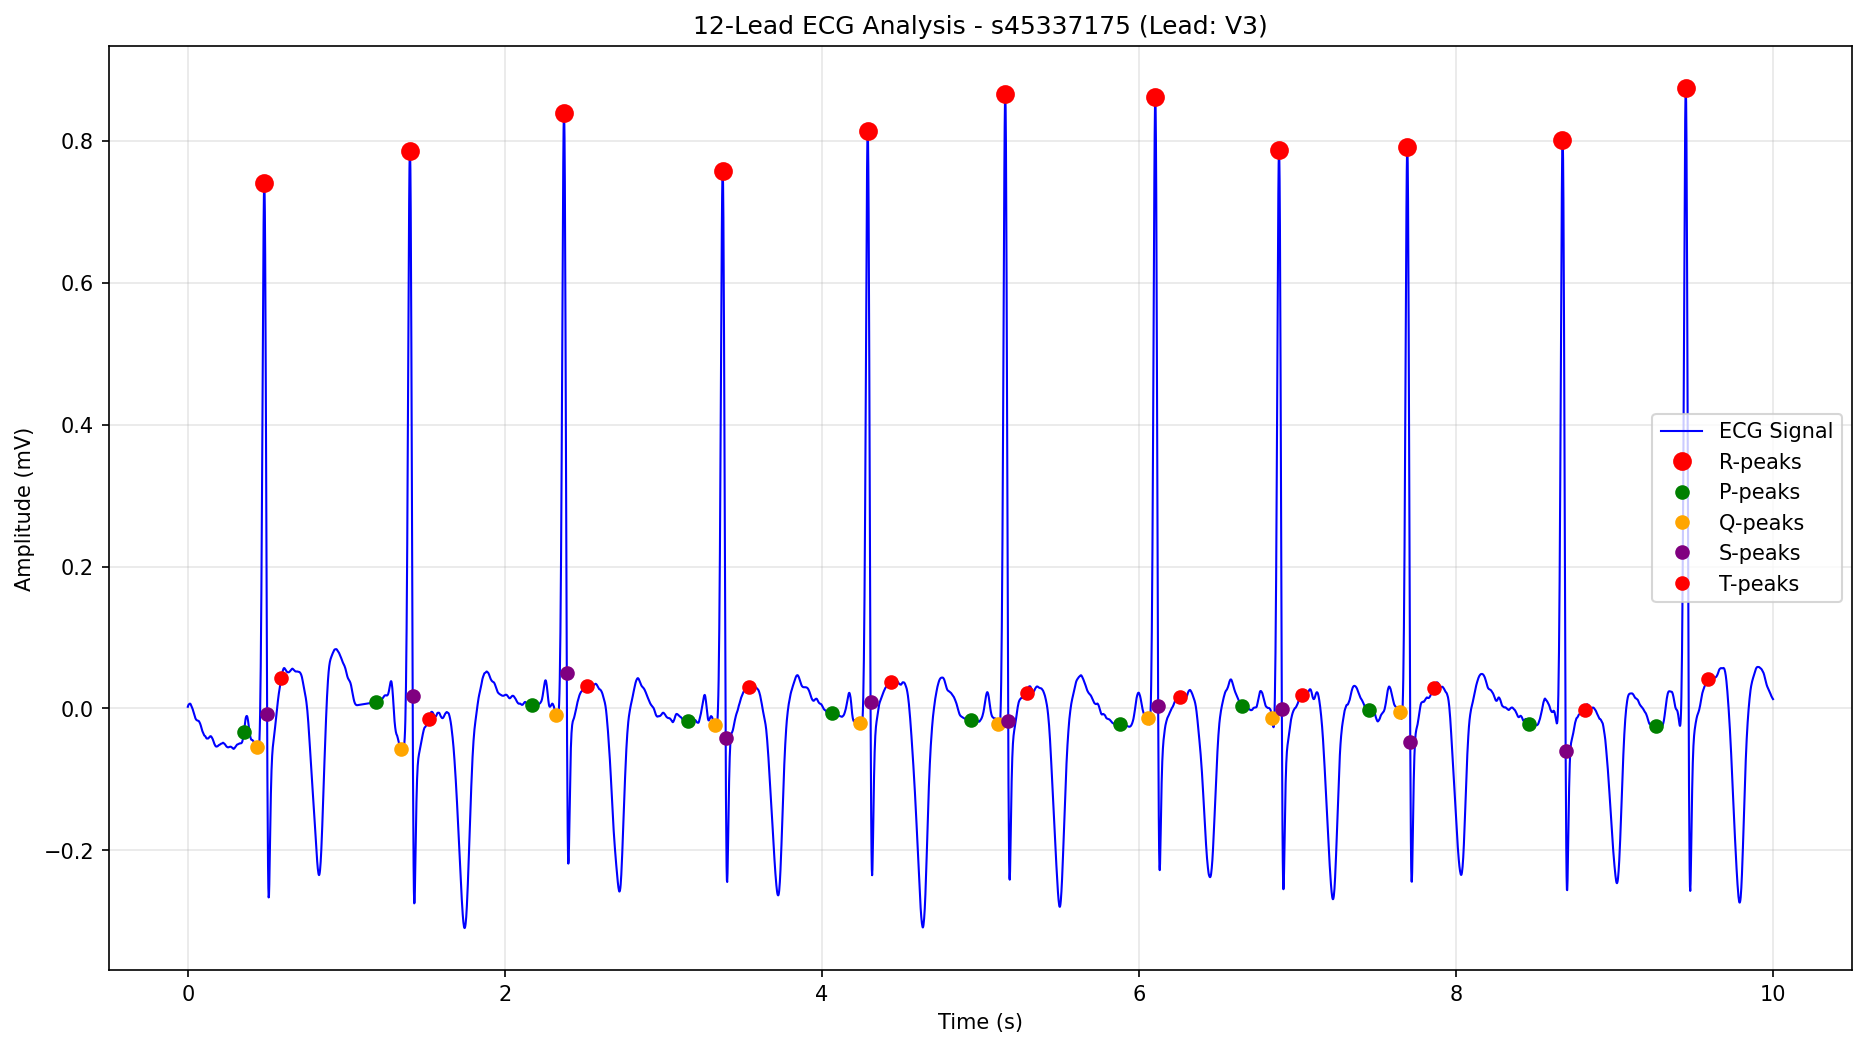 12-Lead ECG Analysis - s45337175 (Lead: V3)
Amplitude (mV)
0.8
0.6
0.4
0.2
0.0
−0.2
ECG Signal
R-peaks
P-peaks
Q-peaks
S-peaks
T-peaks
0 2 4 6 8 10
Time (s)